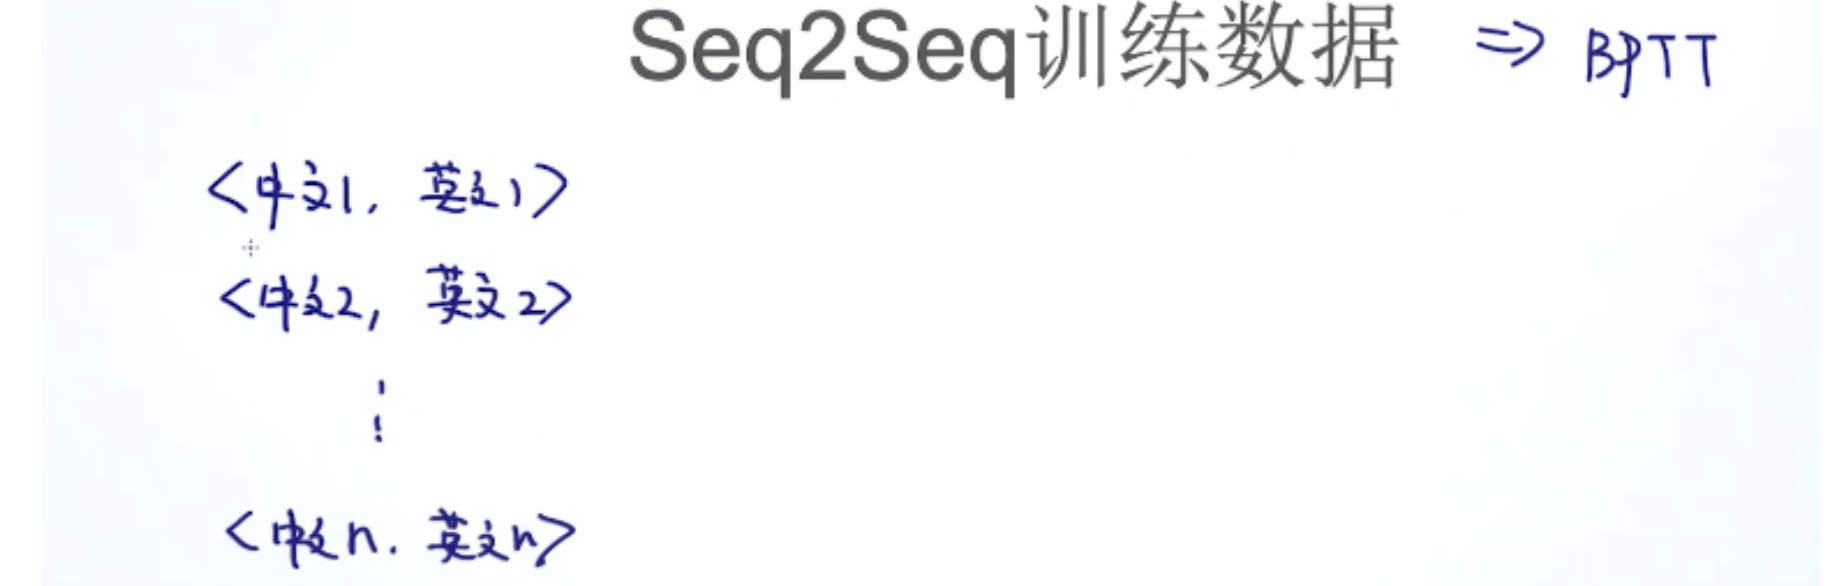 Seq2Seq训练数据 => BPTT
<中文1, 英文1>
<中文2, 英文2>
⋮
<中文n. 英文n>